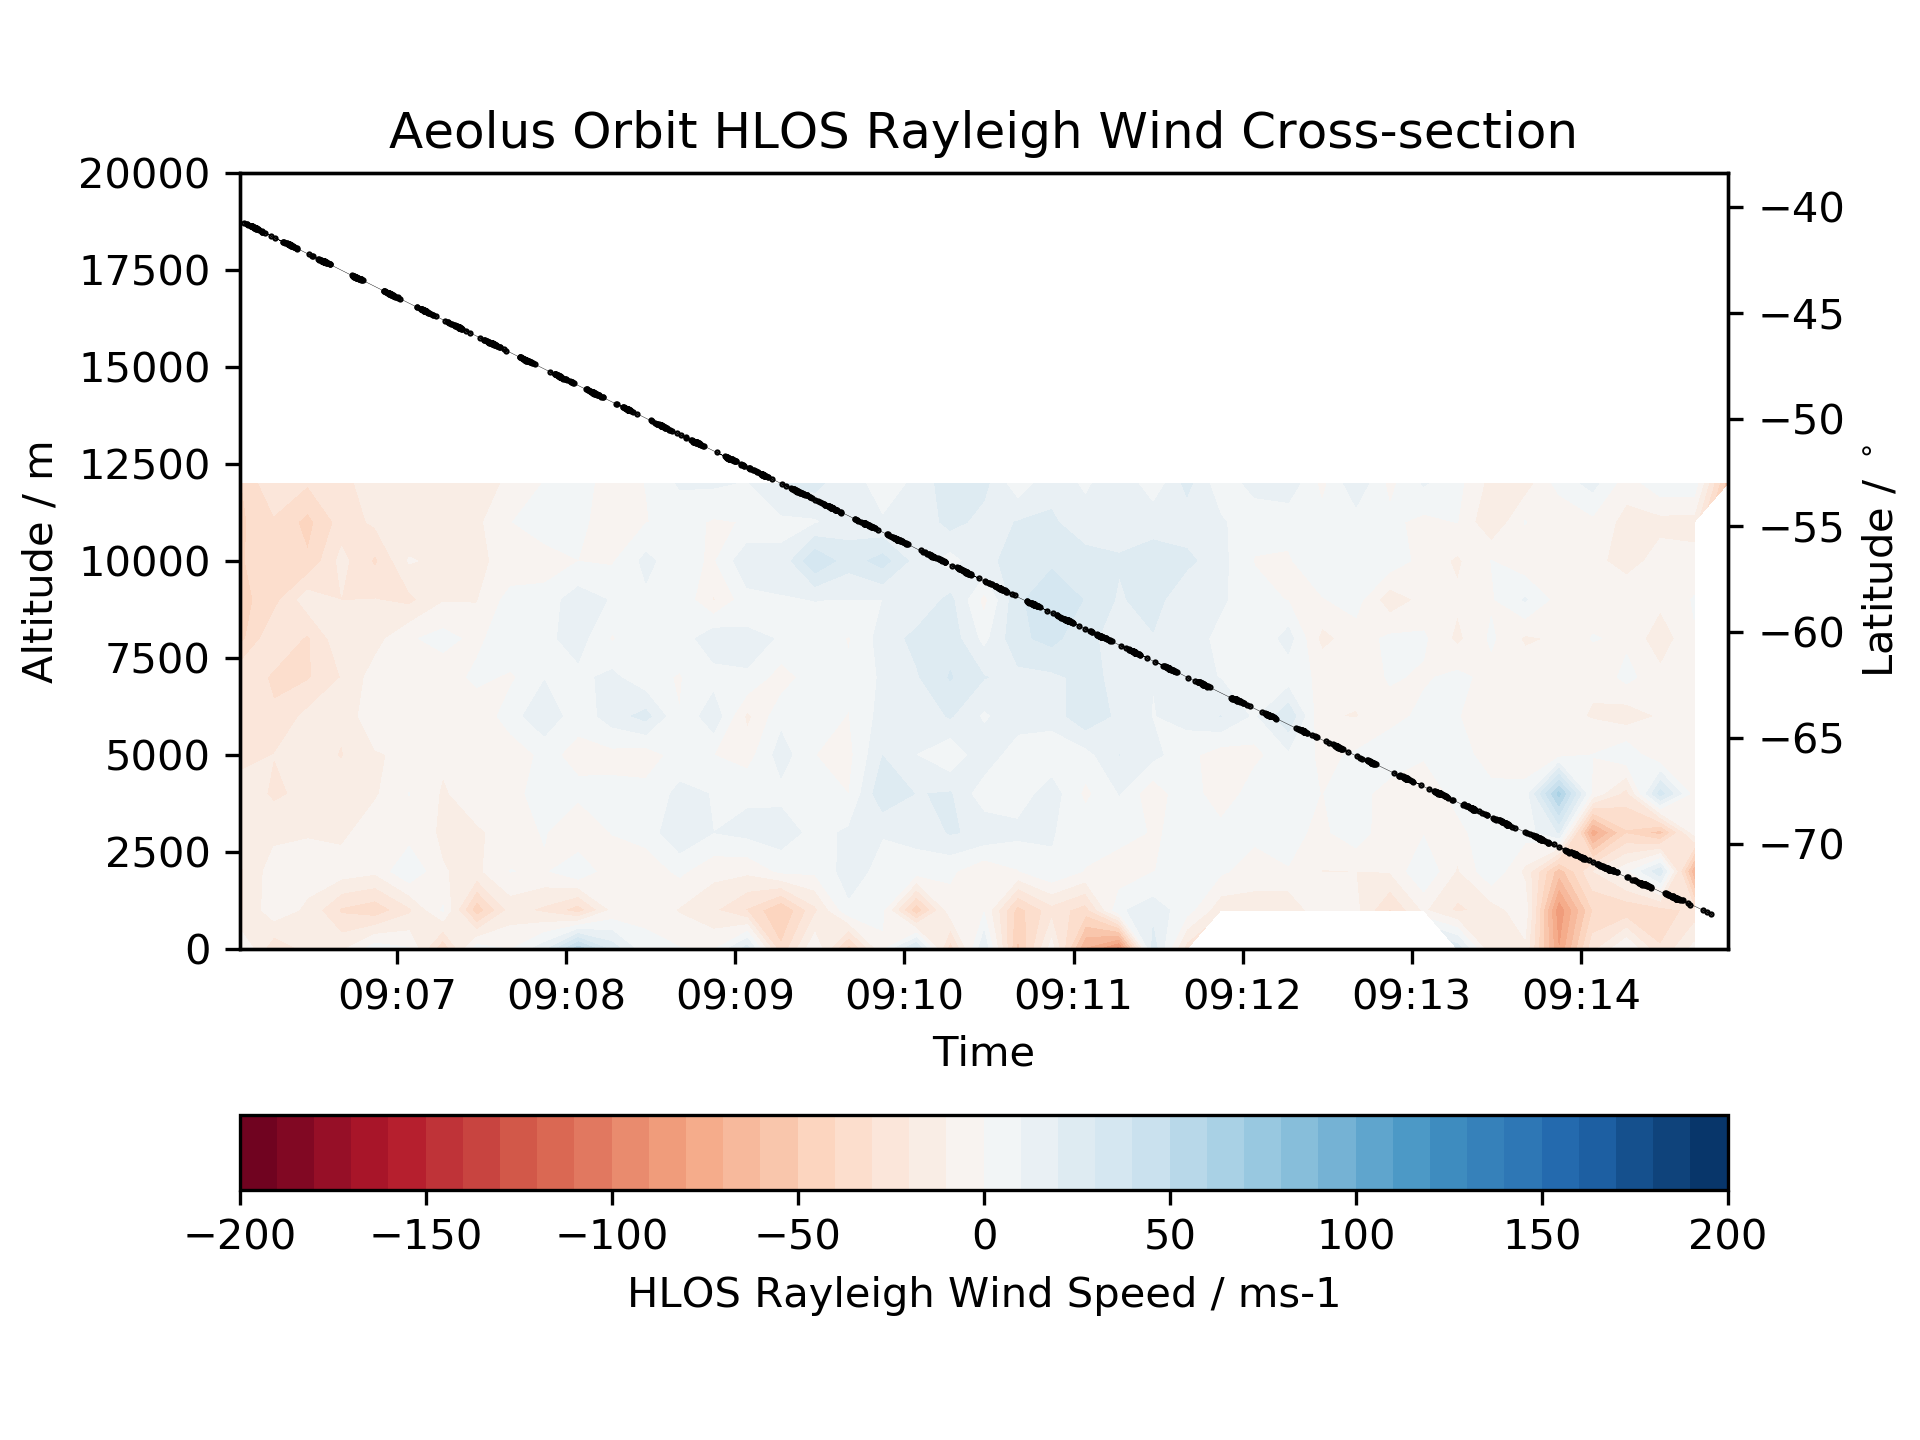 Aeolus Orbit HLOS Rayleigh Wind Cross-section
20000
17500
15000
12500
10000
7500
5000
2500
0
Altitude / m
−40
−45
−50
−55
−60
−65
−70
Latitude / °
09:07 09:08 09:09 09:10 09:11 09:12 09:13 09:14
Time
−200 −150 −100 −50 0 50 100 150 200
HLOS Rayleigh Wind Speed / ms-1